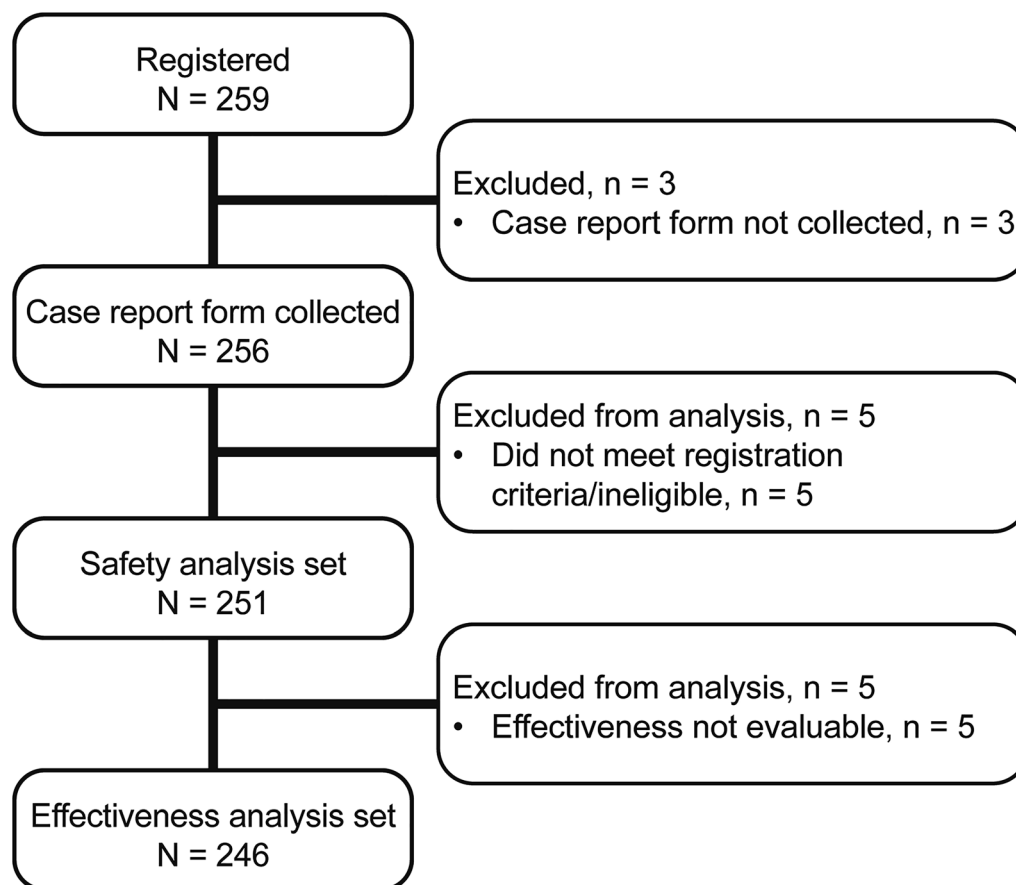 Registered
N = 259
Excluded, n = 3
• Case report form not collected, n = 3
Case report form collected
N = 256
Excluded from analysis, n = 5
• Did not meet registration
criteria/ineligible, n = 5
Safety analysis set
N = 251
Excluded from analysis, n = 5
• Effectiveness not evaluable, n = 5
Effectiveness analysis set
N = 246